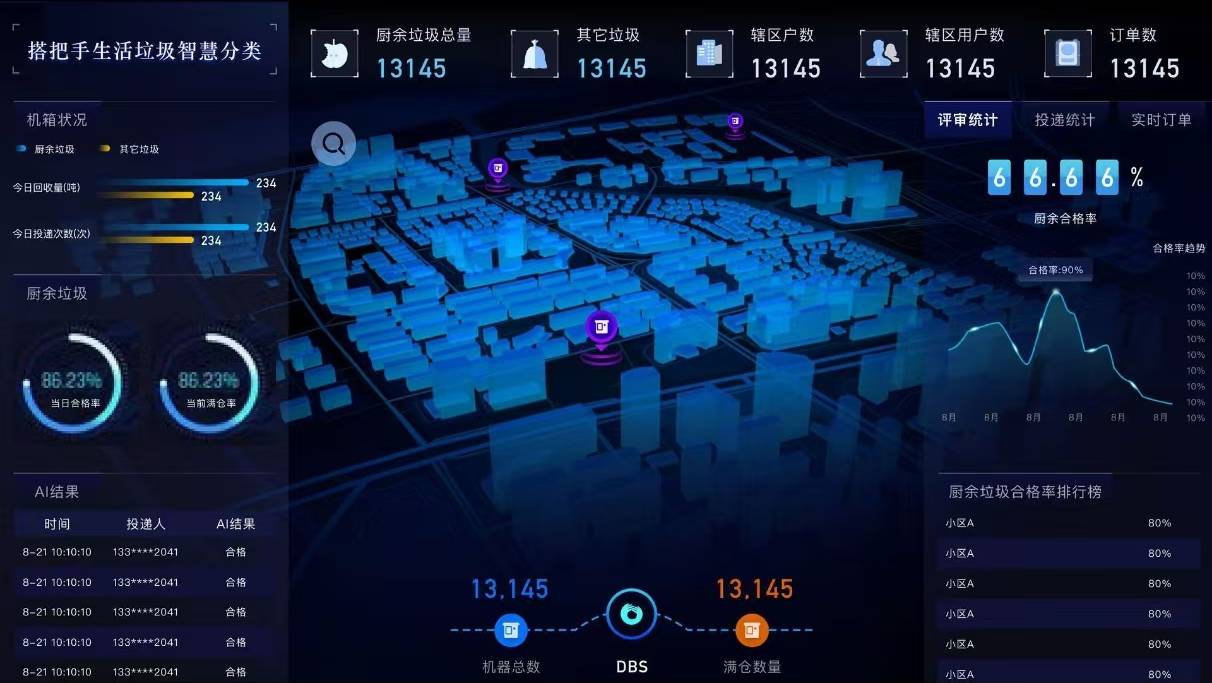 搭把手生活垃圾智慧分类
厨余垃圾总量
13145
其它垃圾
13145
辖区户数
13145
辖区用户数
13145
订单数
13145
机箱状况
厨余垃圾 其它垃圾
今日回收量(吨) 234
234
今日投递次数(次) 234
234
厨余垃圾
86.23%
当日合格率
86.23%
当前满仓率
AI结果
时间 投递人 AI结果
8-21 10:10:10 133****2041 合格
8-21 10:10:10 133****2041 合格
8-21 10:10:10 133****2041 合格
8-21 10:10:10 133****2041 合格
8-21 10:10:10 133****2041 合格
13,145
机器总数
DBS
13,145
满仓数量
评审统计 投递统计 实时订单
66.66%
厨余合格率
合格率趋势
合格率:90%
10%
10%
10%
10%
10%
10%
10%
10%
10%
10%
8月 8月 8月 8月 8月 8月
厨余垃圾合格率排行榜
小区A 80%
小区A 80%
小区A 80%
小区A 80%
小区A 80%
小区A 80%